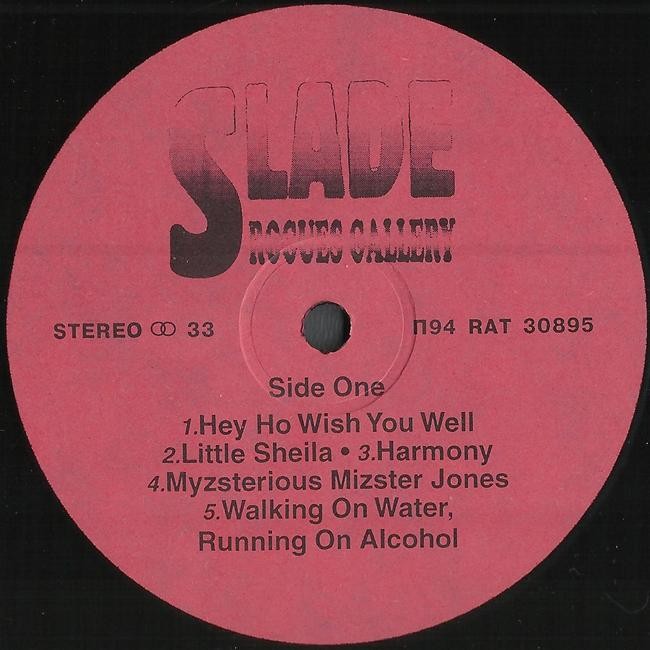 SLADE
ROGUES GALLERY
STEREO 33
П94 RAT 30895
Side One
1.Hey Ho Wish You Well
2.Little Sheila • 3.Harmony
4.Myzsterious Mizster Jones
5.Walking On Water,
Running On Alcohol